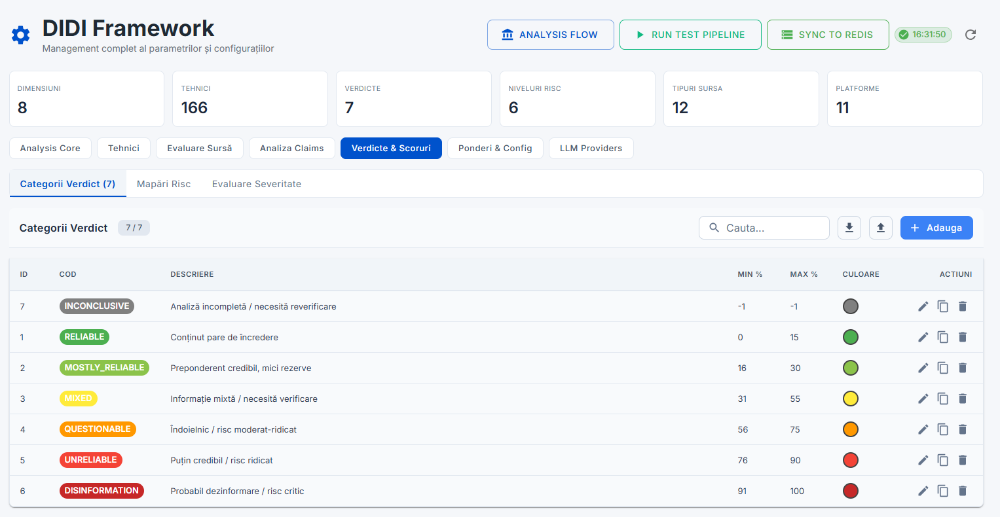 DIDI Framework
Management complet al parametrilor și configurațiilor
ANALYSIS FLOW
RUN TEST PIPELINE
SYNC TO REDIS
16:31:50
DIMENSIUNI
8
TEHNICI
166
VERDICTE
7
NIVELURI RISC
6
TIPURI SURSA
12
PLATFORME
11
Analysis Core
Tehnici
Evaluare Sursă
Analiza Claims
Verdicte & Scoruri
Ponderi & Config
LLM Providers
Categorii Verdict (7)
Mapări Risc
Evaluare Severitate
Categorii Verdict
7 / 7
Cauta...
+ Adauga
ID COD DESCRIERE MIN % MAX % CULOARE ACTIUNI
7 INCONCLUSIVE Analiză incompletă / necesită reverificare -1 -1
1 RELIABLE Conținut pare de încredere 0 15
2 MOSTLY_RELIABLE Preponderent credibil, mici rezerve 16 30
3 MIXED Informație mixtă / necesită verificare 31 55
4 QUESTIONABLE Îndoielnic / risc moderat-ridicat 56 75
5 UNRELIABLE Puțin credibil / risc ridicat 76 90
6 DISINFORMATION Probabil dezinformare / risc critic 91 100